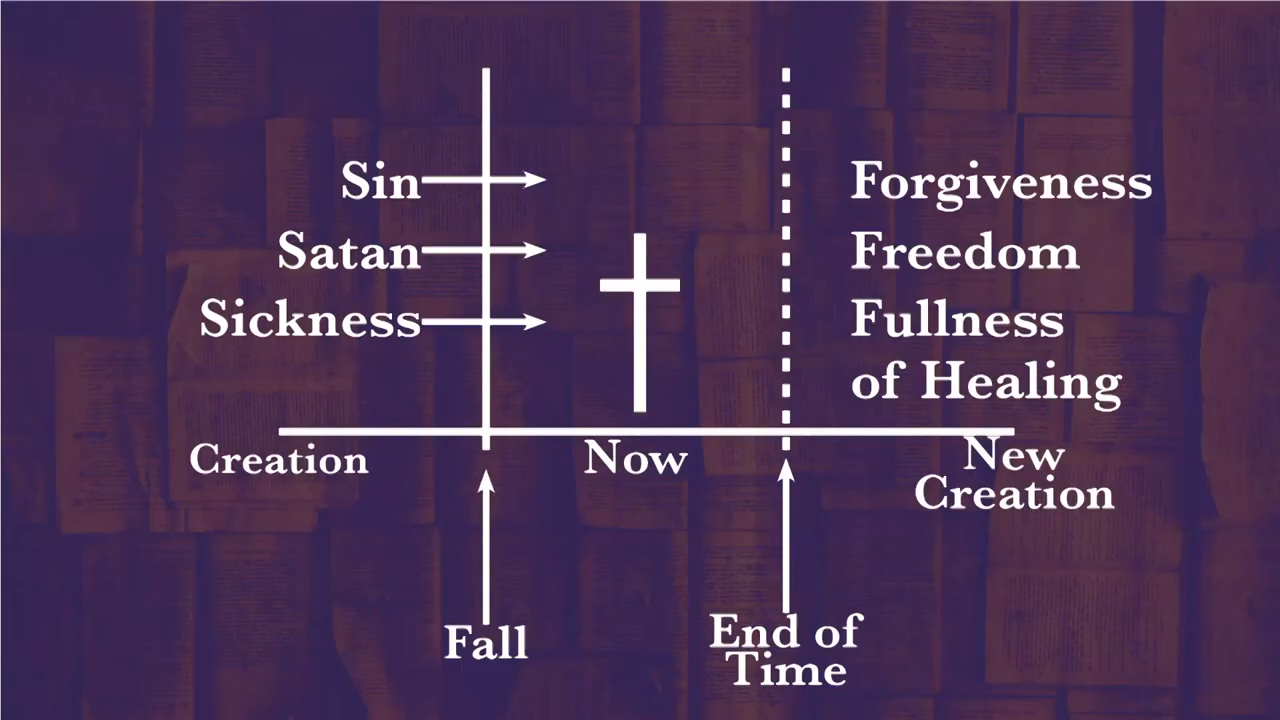 Sin
Satan
Sickness
Forgiveness
Freedom
Fullness
of Healing
Creation
Now
New
Creation
Fall
End of
Time